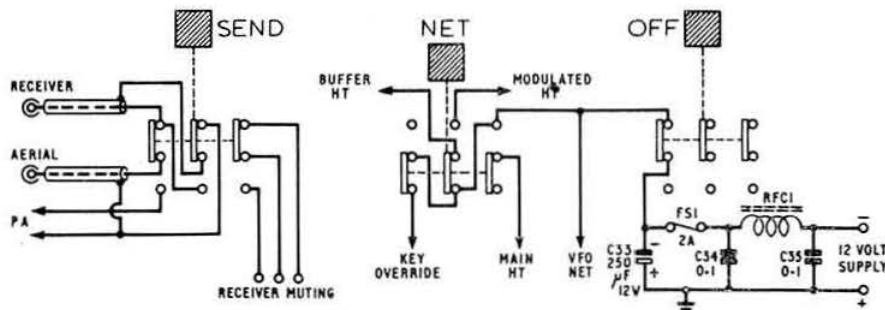 SEND
NET
OFF
RECEIVER
AERIAL
PA
RECEIVER MUTING
BUFFER
HT
MODULATED
HT
KEY
OVERRIDE
MAIN
HT
VFO
NET
FS1
2A
RFC1
C33
250
µF
12W
C34
0·1
C35
0·1
−
+
−
12 VOLT
SUPPLY
+